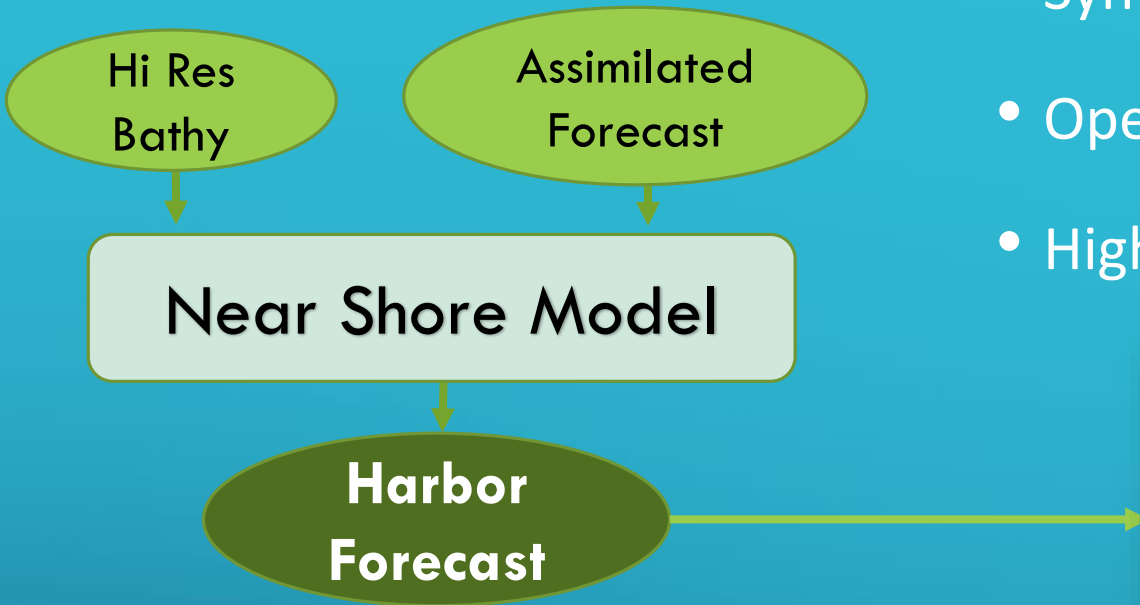 Hi Res
Bathy
Assimilated
Forecast
Near Shore Model
Harbor
Forecast